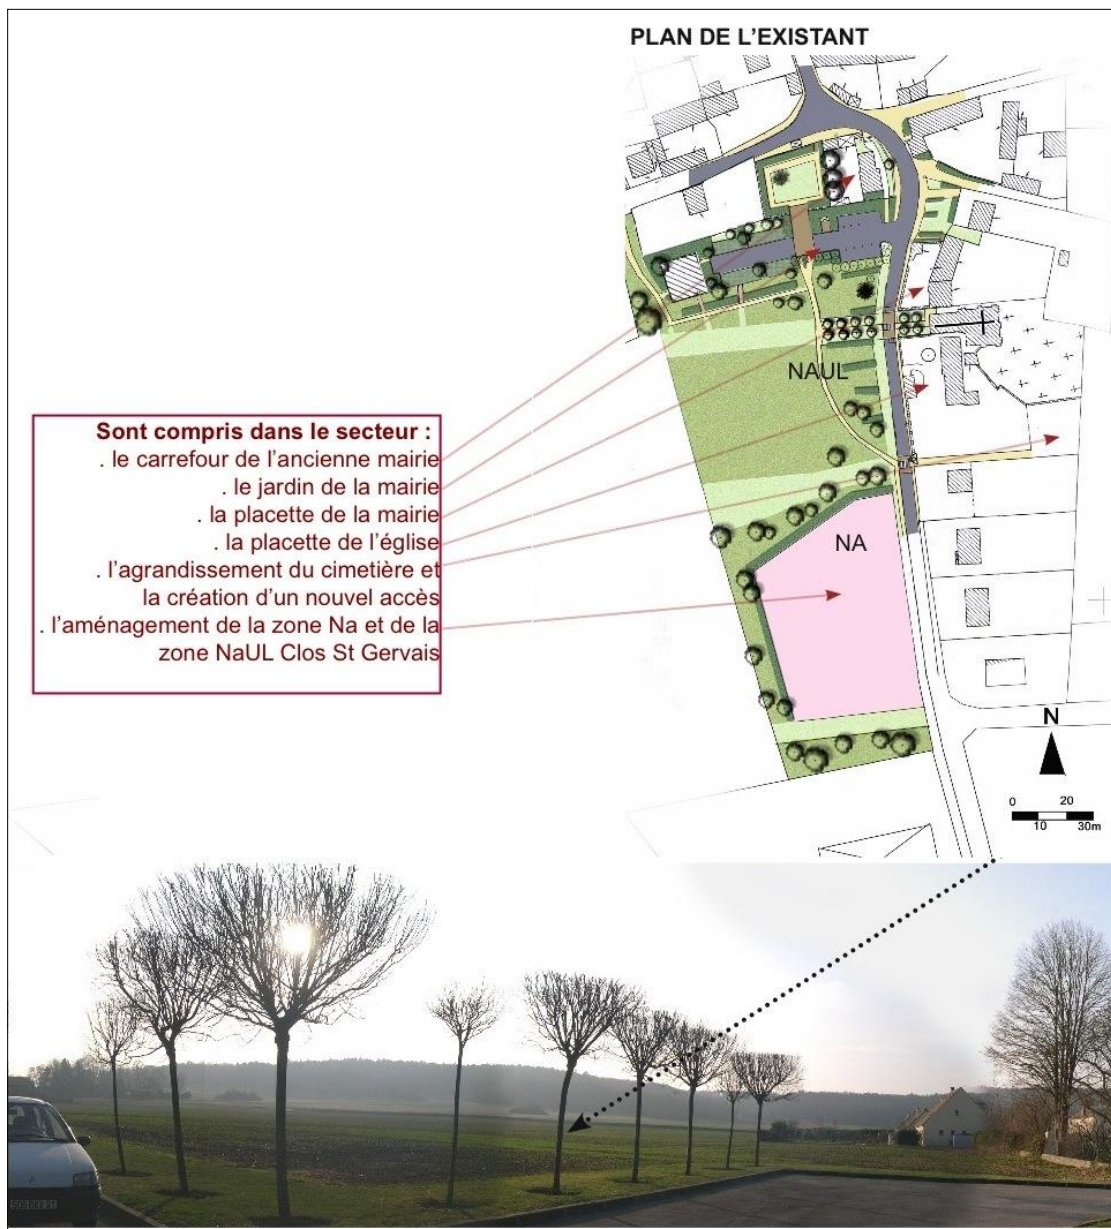 PLAN DE L’EXISTANT
NAUL
Sont compris dans le secteur :
. le carrefour de l’ancienne mairie
. le jardin de la mairie
. la placette de la mairie
. la placette de l’église
. l’agrandissement du cimetière et
la création d’un nouvel accès
. l’aménagement de la zone Na et de la
zone NaUL Clos St Gervais
NA
N
0 20
10 30m